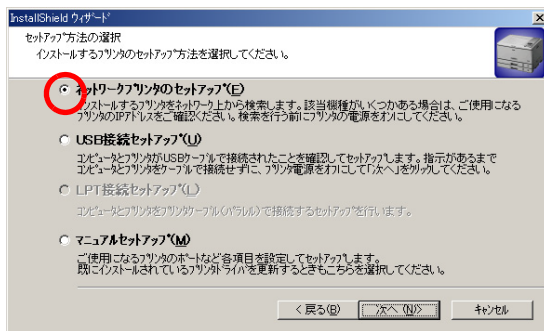 InstallShield ウィザード
セットアップ方法の選択
インストールするプリンタのセットアップ方法を選択してください。
ネットワークプリンタのセットアップ(E)
インストールするプリンタをネットワーク上から検索します。該当機種がいくつかある場合は、ご使用になる
プリンタのIPアドレスをご確認ください。検索を行う前にプリンタの電源をオンにしてください。
USB接続セットアップ(U)
コンピュータとプリンタがUSBケーブルで接続されたことを確認してセットアップします。指示があるまで
コンピュータとプリンタをケーブルで接続せずに、プリンタ電源をオフにして「次へ」をクリックしてください。
LPT接続セットアップ(L)
コンピュータとプリンタをプリンタケーブル(パラレル)で接続するセットアップを行います。
マニュアルセットアップ(M)
ご使用になるプリンタのポートなど各項目を設定してセットアップします。
既にインストールされているプリンタドライバを更新するときもこちらを選択してください。
< 戻る(B)
次へ (N)>
キャンセル